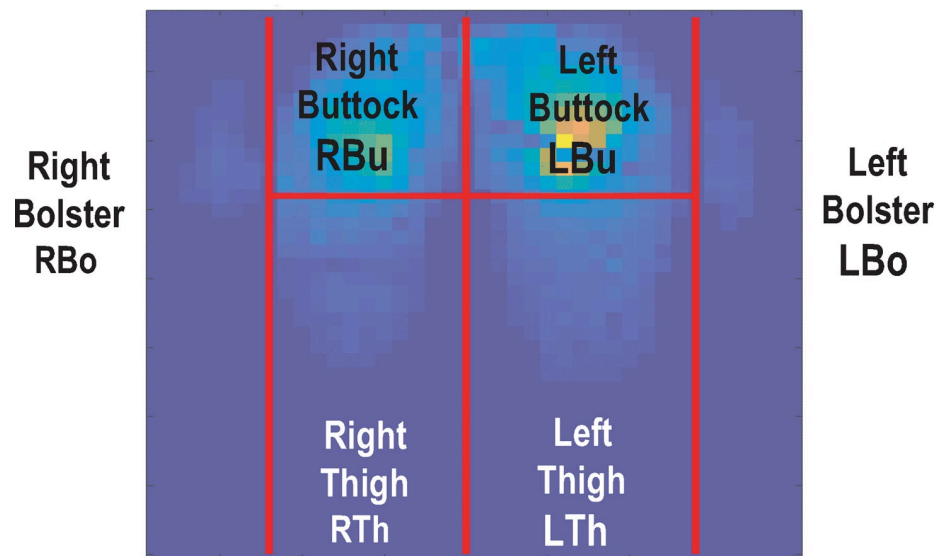 Right
Buttock
RBu
Left
Buttock
LBu
Right
Bolster
RBo
Left
Bolster
LBo
Right
Thigh
RTh
Left
Thigh
LTh